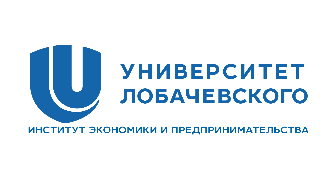 УНИВЕРСИТЕТ
ЛОБАЧЕВСКОГО
ИНСТИТУТ ЭКОНОМИКИ И ПРЕДПРИНИМАТЕЛЬСТВА